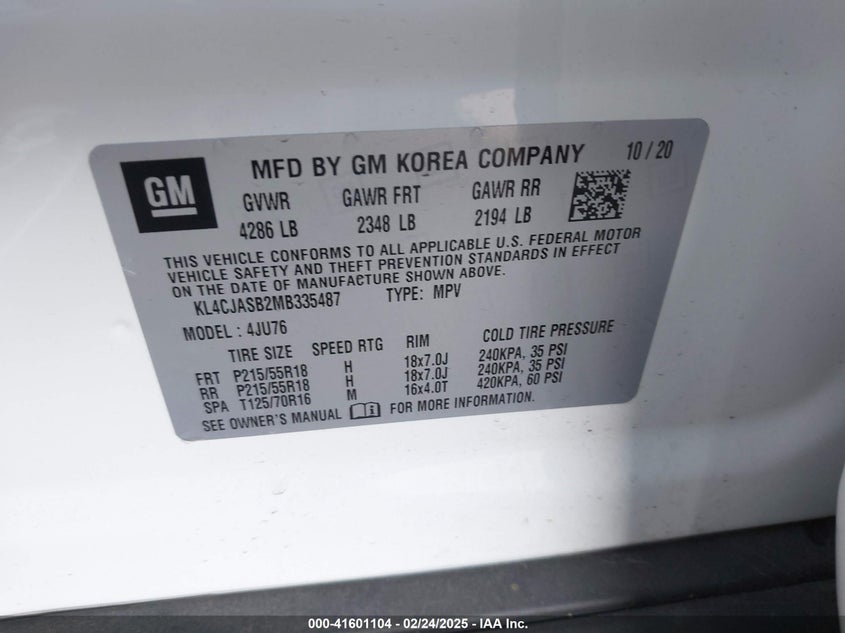 GM
MFD BY GM KOREA COMPANY 10 / 20
GVWR GAWR FRT GAWR RR
4286 LB 2348 LB 2194 LB
THIS VEHICLE CONFORMS TO ALL APPLICABLE U.S. FEDERAL MOTOR
VEHICLE SAFETY AND THEFT PREVENTION STANDARDS IN EFFECT
ON THE DATE OF MANUFACTURE SHOWN ABOVE.
KL4CJASB2MB335487 TYPE: MPV
MODEL : 4JU76
TIRE SIZE SPEED RTG RIM COLD TIRE PRESSURE
FRT P215/55R18 H 18x7.0J 240KPA, 35 PSI
RR P215/55R18 H 18x7.0J 240KPA, 35 PSI
SPA T125/70R16 M 16x4.0T 420KPA, 60 PSI
SEE OWNER'S MANUAL FOR MORE INFORMATION.
000-41601104 - 02/24/2025 - IAA Inc.